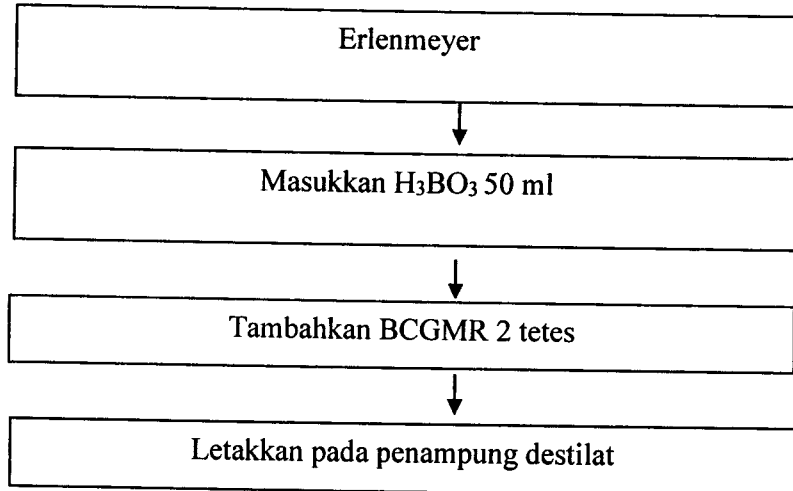 Erlenmeyer
Masukkan H₃BO₃ 50 ml
Tambahkan BCGMR 2 tetes
Letakkan pada penampung destilat